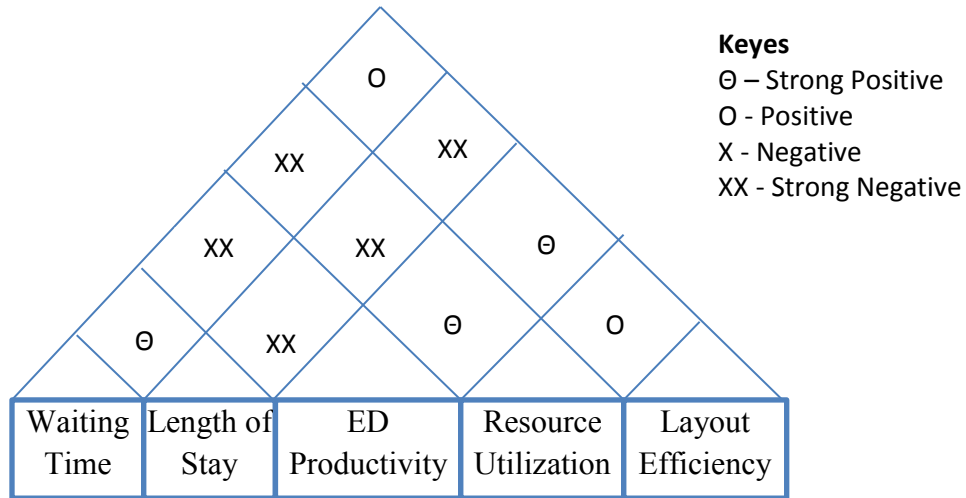 Keyes
Θ – Strong Positive
O - Positive
X - Negative
XX - Strong Negative
O
XX XX
XX XX Θ
Θ XX Θ O
Waiting Time
Length of Stay
ED Productivity
Resource Utilization
Layout Efficiency